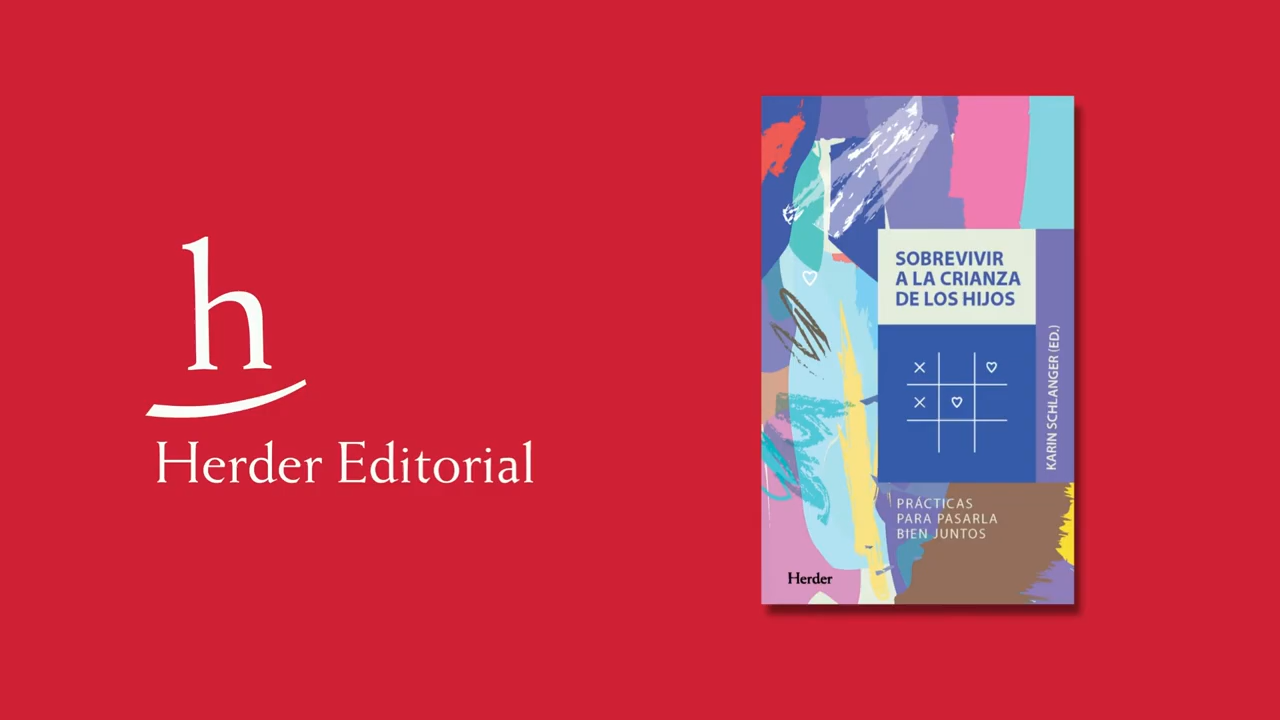 h
Herder Editorial
SOBREVIVIR
A LA CRIANZA
DE LOS HIJOS
KARIN SCHLANGER (ED.)
PRÁCTICAS
PARA PASARLA
BIEN JUNTOS
Herder